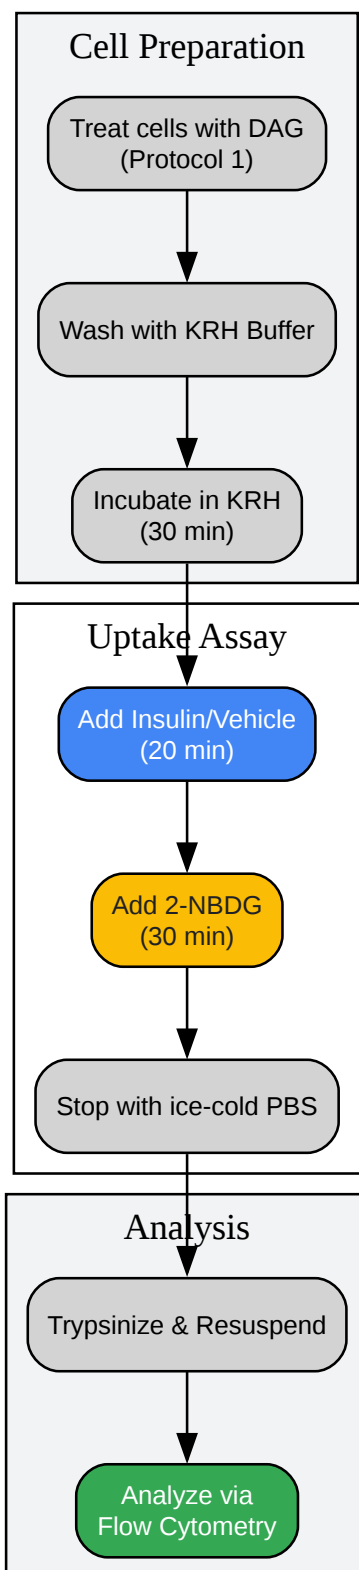 Cell Preparation
Treat cells with DAG
(Protocol 1)
Wash with KRH Buffer
Incubate in KRH
(30 min)
Uptake Assay
Add Insulin/Vehicle
(20 min)
Add 2-NBDG
(30 min)
Stop with ice-cold PBS
Analysis
Trypsinize & Resuspend
Analyze via
Flow Cytometry